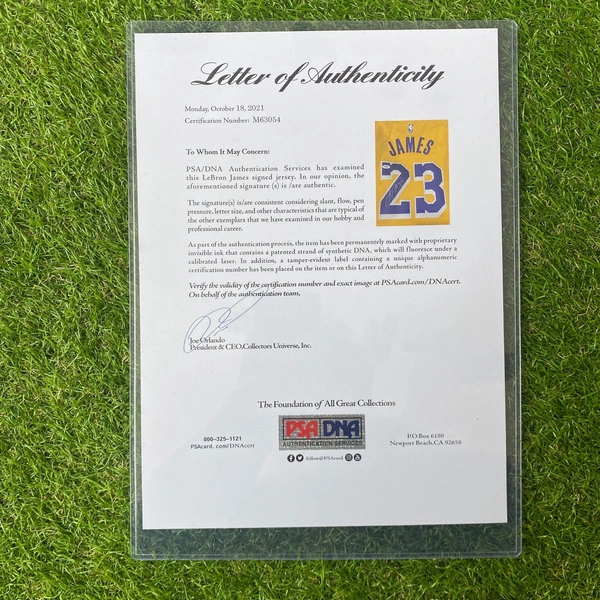 Letter of Authenticity
Monday, October 18, 2021
Certification Number: M63054
To Whom It May Concern:
PSA/DNA Authentication Services has examined
this LeBron James signed jersey. In our opinion, the
aforementioned signature (s) is /are authentic.
The signature(s) is/are consistent considering slant, flow, pen
pressure, letter size, and other characteristics that are typical of
the other exemplars that we have examined in our hobby and
professional career.
JAMES
23
As part of the authentication process, the item has been permanently marked with proprietary
invisible ink that contains a patented strand of synthetic DNA, which will fluoresce under a
calibrated laser. In addition, a tamper-evident label containing a unique alphanumetic
certification number has been placed on the item or on this Letter of Authenticity.
Verify the validity of the certification number and exact image at PSAcard.com/DNAcert.
On behalf of the authentication team,
Joe Orlando
President & CEO,Collectors Universe, Inc.
The Foundation of All Great Collections
800-325-1121
PSAcard.com/DNAcert
PSA DNA
AUTHENTICATION SERVICES
follow@PSAcard
P.O.Box 6180
Newport Beach,CA 92658